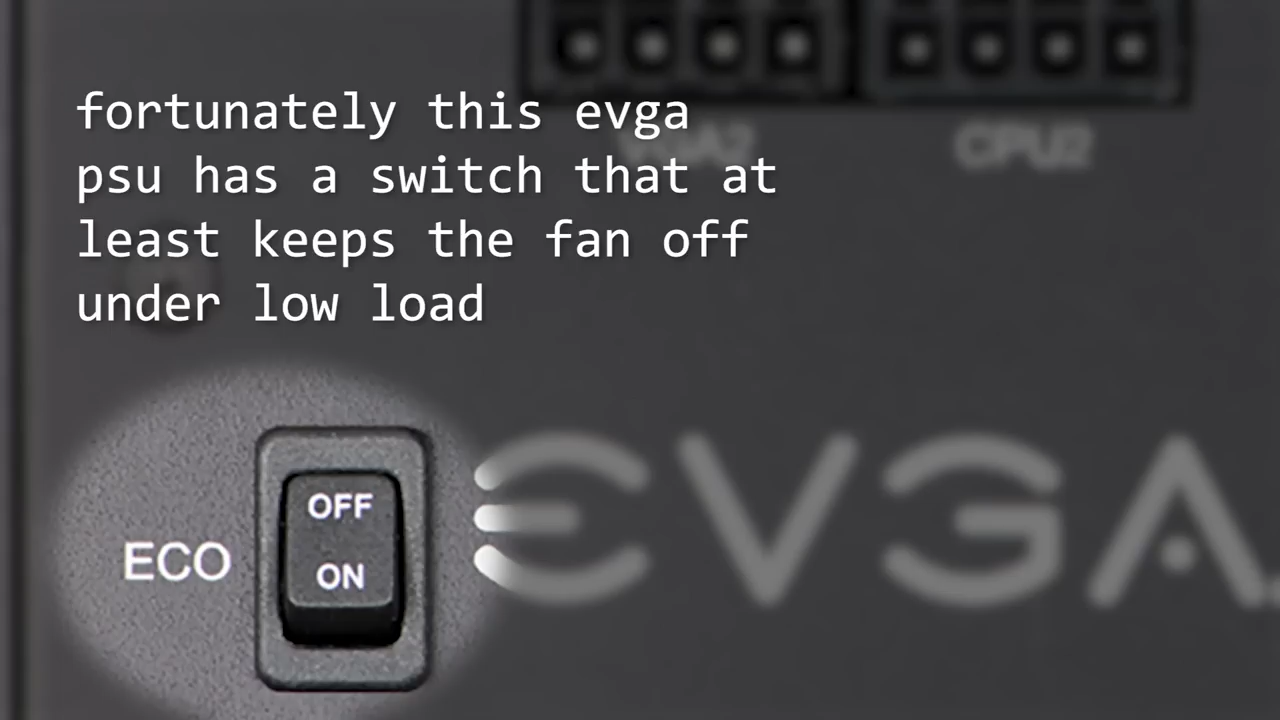 fortunately this evga
psu has a switch that at
least keeps the fan off
under low load
VGA2
CPU2
OFF
ECO
ON
EVGA